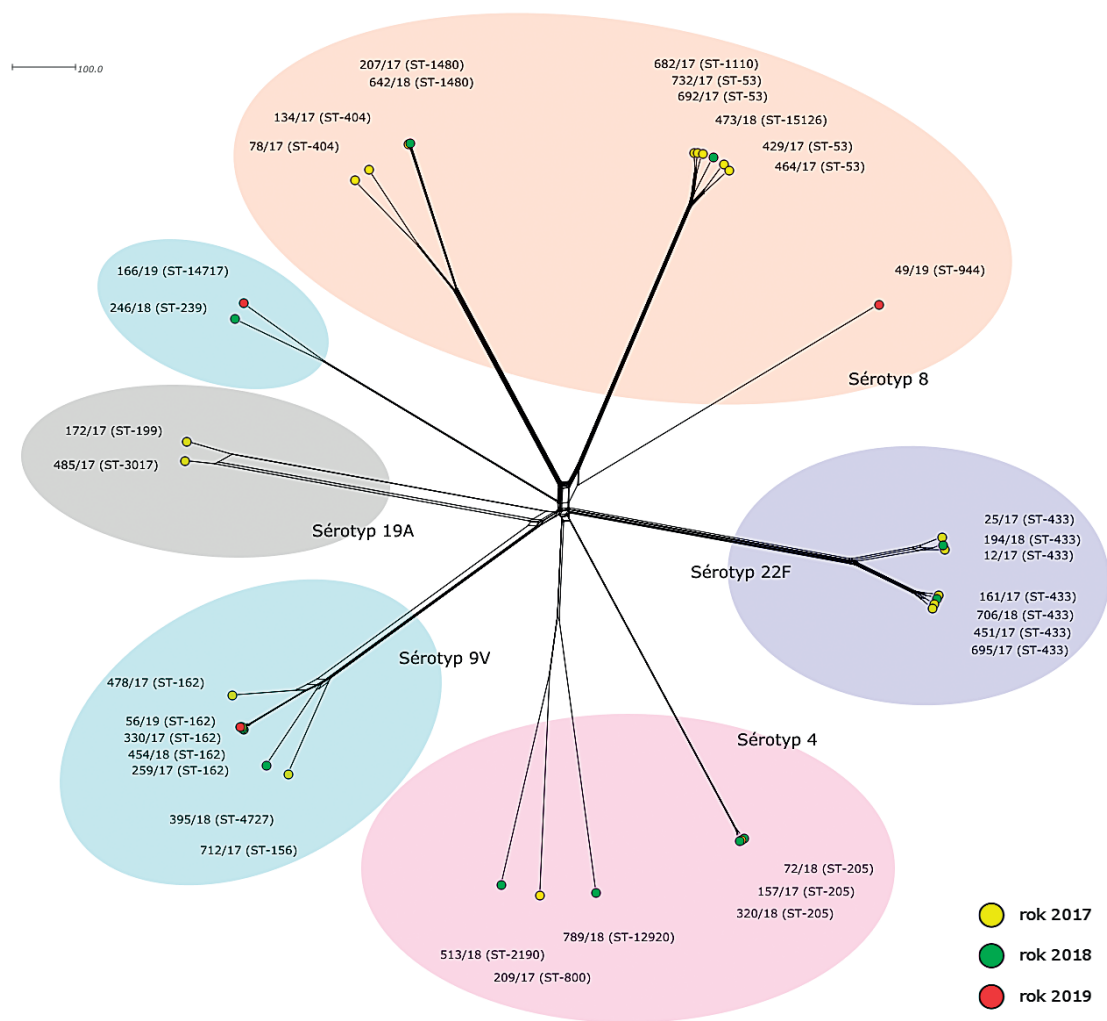 100.0
207/17 (ST-1480)
642/18 (ST-1480)
134/17 (ST-404)
78/17 (ST-404)
682/17 (ST-1110)
732/17 (ST-53)
692/17 (ST-53)
473/18 (ST-15126)
429/17 (ST-53)
464/17 (ST-53)
49/19 (ST-944)
Sérotyp 8
166/19 (ST-14717)
246/18 (ST-239)
172/17 (ST-199)
485/17 (ST-3017)
Sérotyp 19A
25/17 (ST-433)
194/18 (ST-433)
12/17 (ST-433)
161/17 (ST-433)
706/18 (ST-433)
451/17 (ST-433)
695/17 (ST-433)
Sérotyp 22F
Sérotyp 9V
478/17 (ST-162)
56/19 (ST-162)
330/17 (ST-162)
454/18 (ST-162)
259/17 (ST-162)
395/18 (ST-4727)
712/17 (ST-156)
Sérotyp 4
72/18 (ST-205)
157/17 (ST-205)
320/18 (ST-205)
789/18 (ST-12920)
513/18 (ST-2190)
209/17 (ST-800)
rok 2017
rok 2018
rok 2019